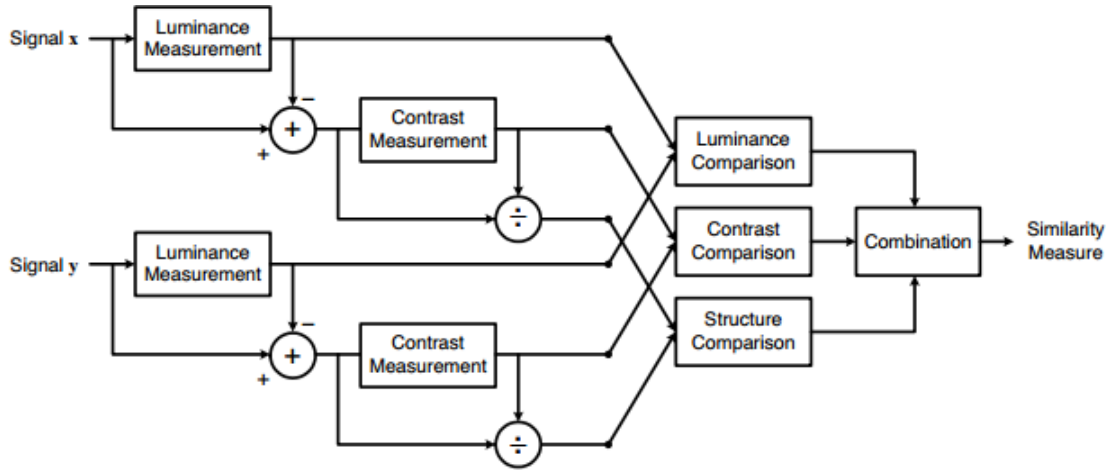 Signal x
Luminance
Measurement
−
+
+
Contrast
Measurement
÷
Signal y
Luminance
Measurement
−
+
+
Contrast
Measurement
÷
Luminance
Comparison
Contrast
Comparison
Structure
Comparison
Combination
Similarity
Measure